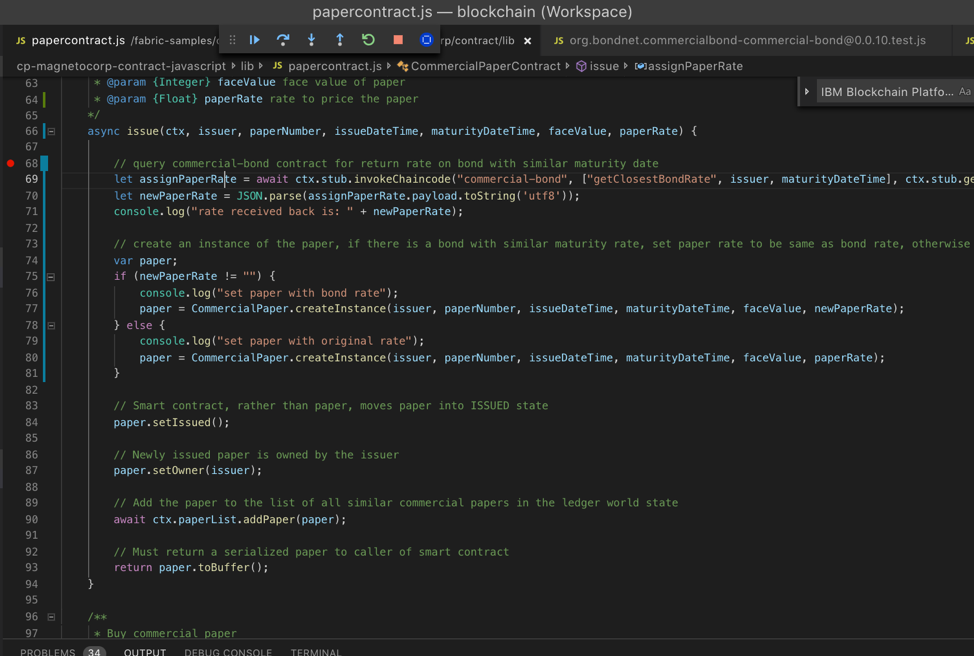 papercontract.js — blockchain (Workspace)
JS papercontract.js /fabric-samples/c
rp/contract/lib ×
JS org.bondnet.commercialbond-commercial-bond@0.0.10.test.js
JS
cp-magnetocorp-contract-javascript › lib › JS papercontract.js › CommercialPaperContract › issue › assignPaperRate
IBM Blockchain Platfo... Aa
63 * @param {Integer} faceValue face value of paper
64 * @param {Float} paperRate rate to price the paper
65 */
66 async issue(ctx, issuer, paperNumber, issueDateTime, maturityDateTime, faceValue, paperRate) {
67
68 // query commercial-bond contract for return rate on bond with similar maturity date
69 let assignPaperRate = await ctx.stub.invokeChaincode("commercial-bond", ["getClosestBondRate", issuer, maturityDateTime], ctx.stub.ge
70 let newPaperRate = JSON.parse(assignPaperRate.payload.toString('utf8'));
71 console.log("rate received back is: " + newPaperRate);
72
73 // create an instance of the paper, if there is a bond with similar maturity rate, set paper rate to be same as bond rate, otherwise
74 var paper;
75 if (newPaperRate != "") {
76 console.log("set paper with bond rate");
77 paper = CommercialPaper.createInstance(issuer, paperNumber, issueDateTime, maturityDateTime, faceValue, newPaperRate);
78 } else {
79 console.log("set paper with original rate");
80 paper = CommercialPaper.createInstance(issuer, paperNumber, issueDateTime, maturityDateTime, faceValue, paperRate);
81 }
82
83 // Smart contract, rather than paper, moves paper into ISSUED state
84 paper.setIssued();
85
86 // Newly issued paper is owned by the issuer
87 paper.setOwner(issuer);
88
89 // Add the paper to the list of all similar commercial papers in the ledger world state
90 await ctx.paperList.addPaper(paper);
91
92 // Must return a serialized paper to caller of smart contract
93 return paper.toBuffer();
94 }
95
96 /**
97 * Buy commercial paper
PROBLEMS 34 OUTPUT DEBUG CONSOLE TERMINAL